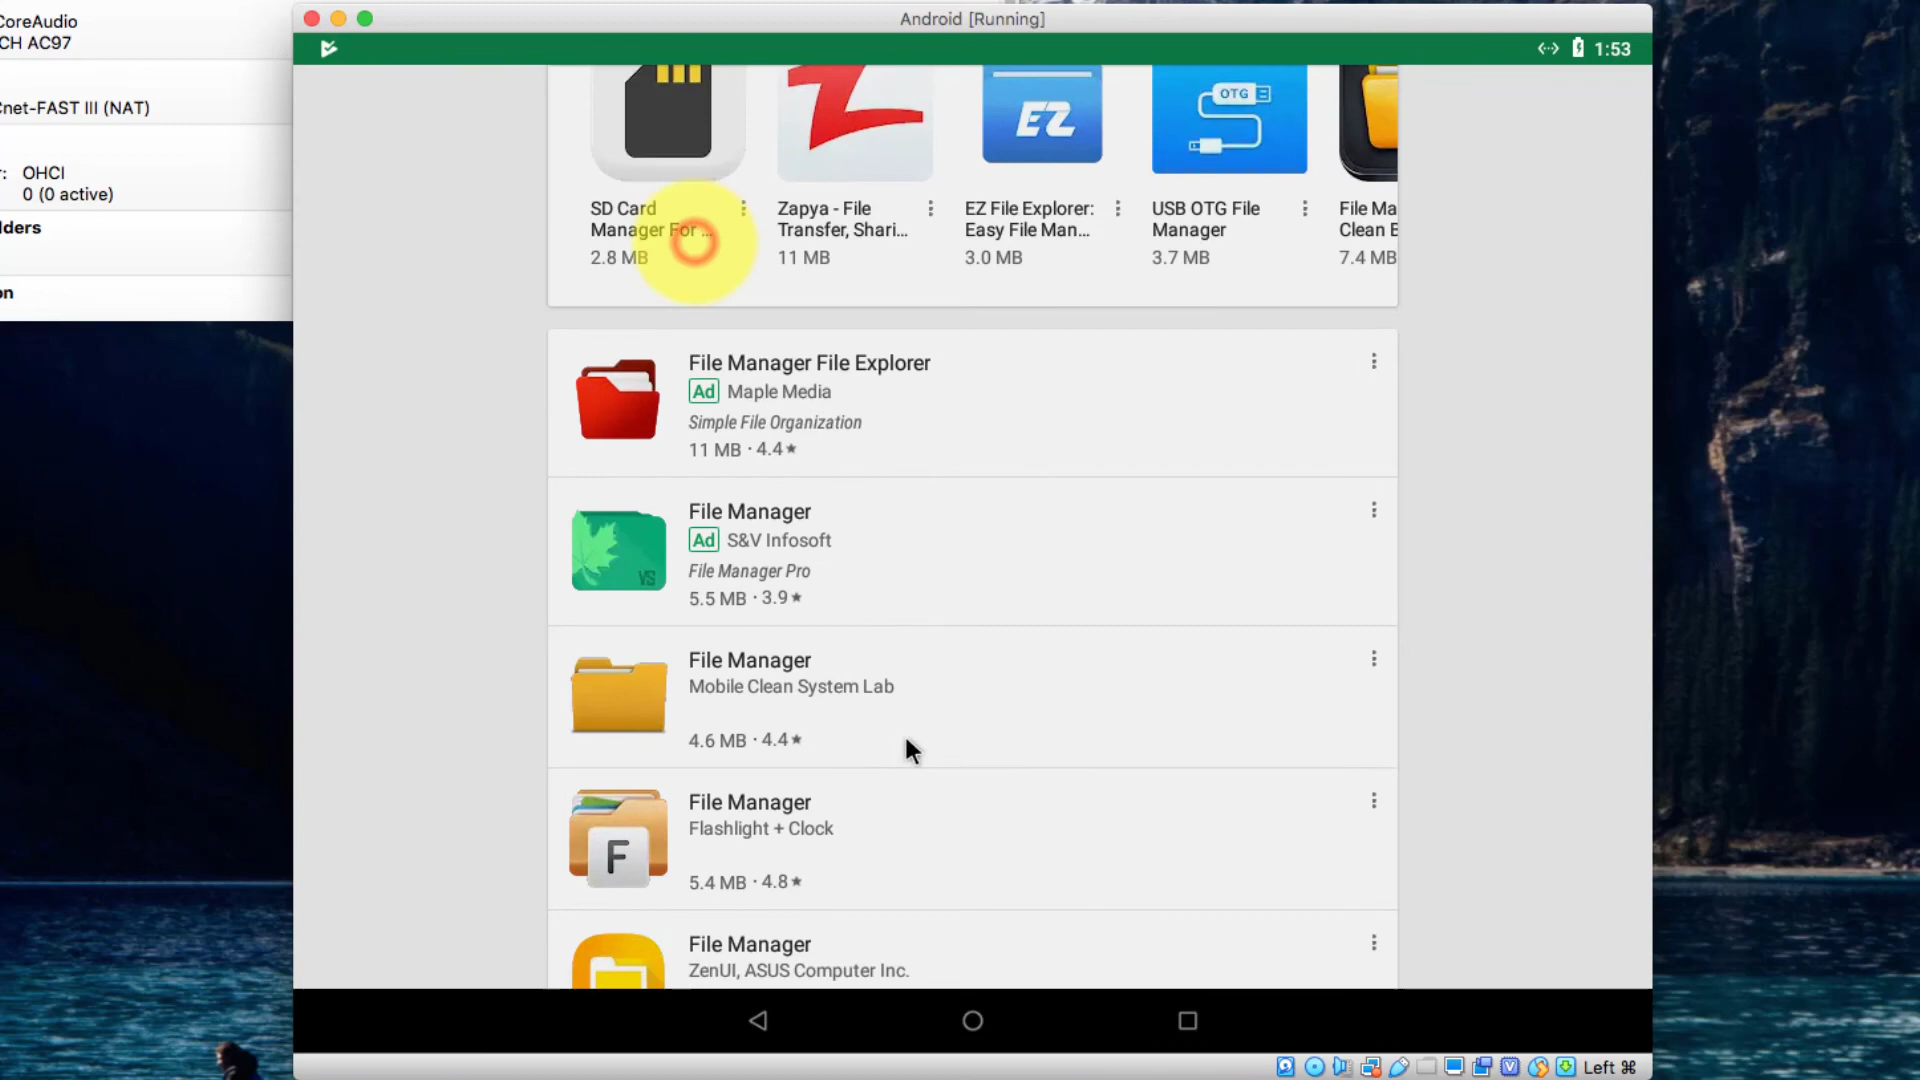 CoreAudio
CH AC97
Cnet-FAST III (NAT)
r: OHCI
0 (0 active)
lders
on
Android [Running]
1:53
EZ
OTG
SD Card
Manager For ...
2.8 MB
Zapya - File
Transfer, Shari...
11 MB
EZ File Explorer:
Easy File Man...
3.0 MB
USB OTG File
Manager
3.7 MB
File Ma
Clean B
7.4 MB
File Manager File Explorer
Ad Maple Media
Simple File Organization
11 MB · 4.4★
File Manager
Ad S&V Infosoft
File Manager Pro
5.5 MB · 3.9★
VS
File Manager
Mobile Clean System Lab
4.6 MB · 4.4★
File Manager
Flashlight + Clock
5.4 MB · 4.8★
F
File Manager
ZenUI, ASUS Computer Inc.
Left ⌘